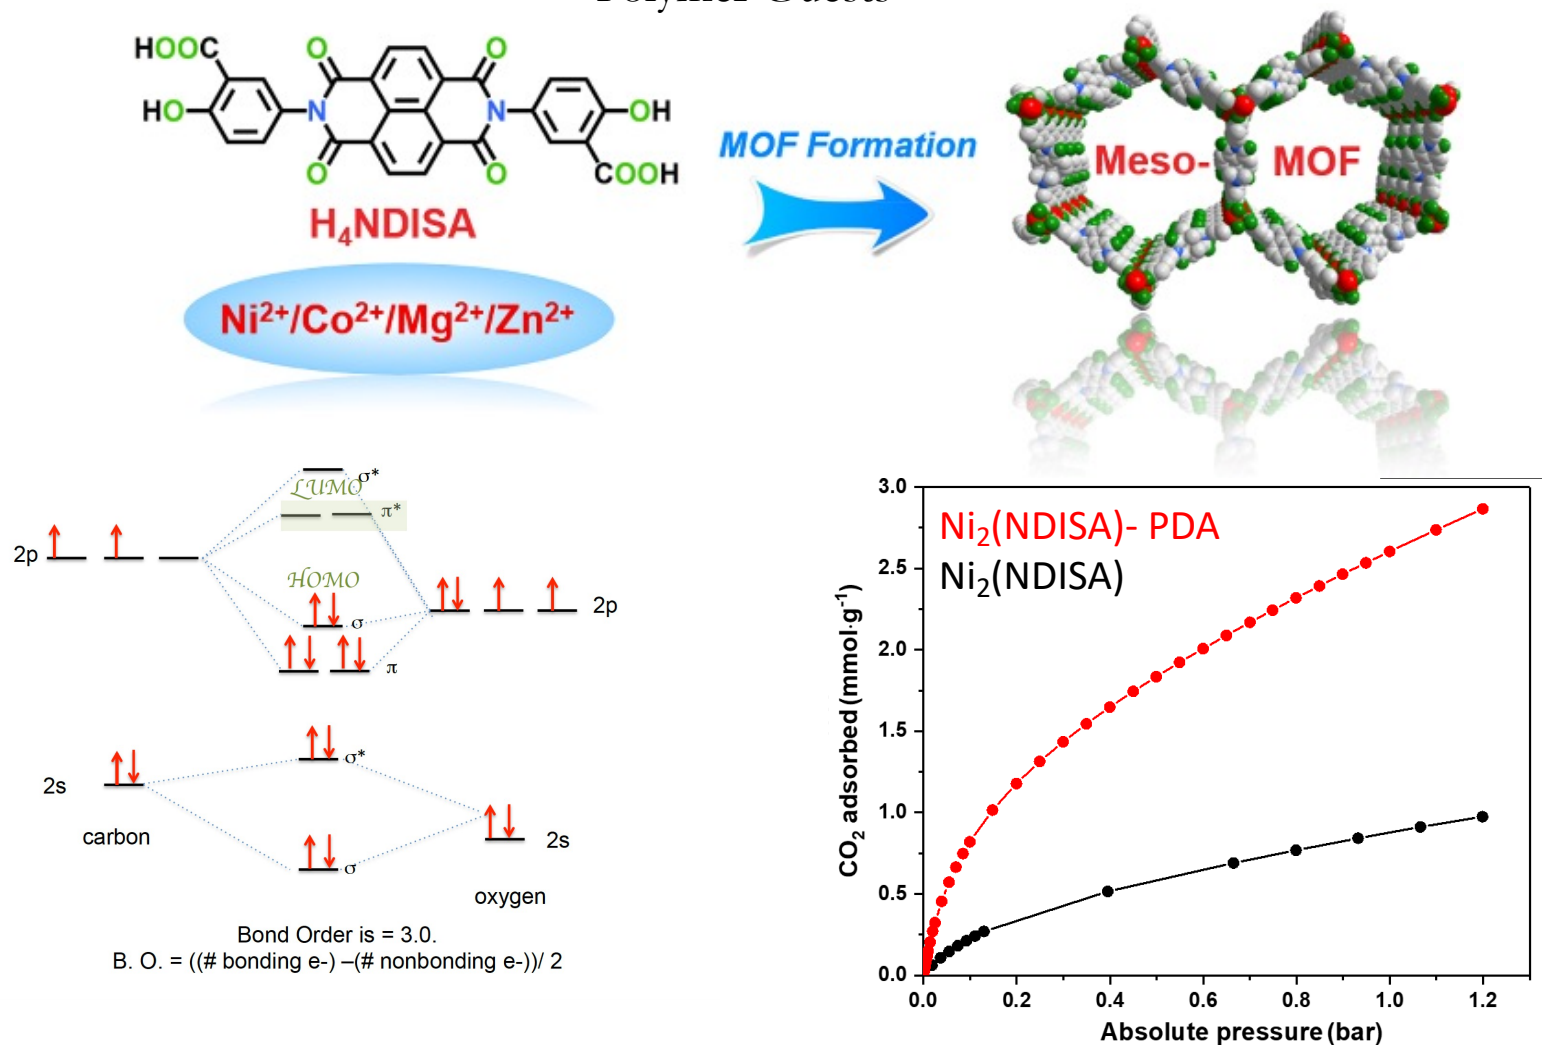 Polymer Guests
HOOC
O
O
HO
N
N
OH
O
O
COOH
H₄NDISA
Ni²⁺/Co²⁺/Mg²⁺/Zn²⁺
MOF Formation
Meso- MOF
σ*
LUMO
π*
2p
HOMO
2p
σ
π
σ*
2s
carbon
2s
σ
oxygen
Bond Order is = 3.0.
B. O. = ((# bonding e-) –(# nonbonding e-))/ 2
3.0
Ni₂(NDISA)- PDA
Ni₂(NDISA)
2.5
2.0
1.5
1.0
0.5
0.0
CO₂ adsorbed (mmol·g⁻¹)
0.0 0.2 0.4 0.6 0.8 1.0 1.2
Absolute pressure (bar)